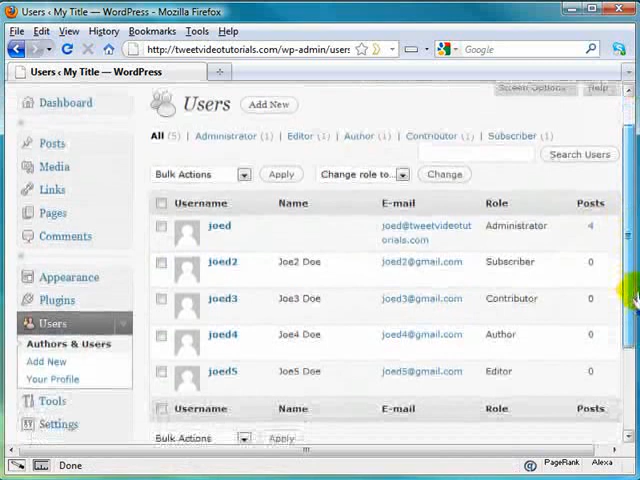 Users ‹ My Title — WordPress - Mozilla Firefox
File Edit View History Bookmarks Tools Help
http://tweetvideotutorials.com/wp-admin/users
Google
Users ‹ My Title — WordPress
Screen Options Help
Dashboard
Users Add New
All (5) | Administrator (1) | Editor (1) | Author (1) | Contributor (1) | Subscriber (1)
Posts
Search Users
Media
Bulk Actions Apply Change role to... Change
Links
Username Name E-mail Role Posts
Pages
joed joed@tweetvideotut Administrator 4
orials.com
Comments
joed2 Joe2 Doe joed2@gmail.com Subscriber 0
Appearance
Plugins
joed3 Joe3 Doe joed3@gmail.com Contributor 0
Users
joed4 Joe4 Doe joed4@gmail.com Author 0
Authors & Users
Add New
joed5 Joe5 Doe joed5@gmail.com Editor 0
Your Profile
Tools
Username Name E-mail Role Posts
Settings
Bulk Actions Apply
Done
PageRank Alexa